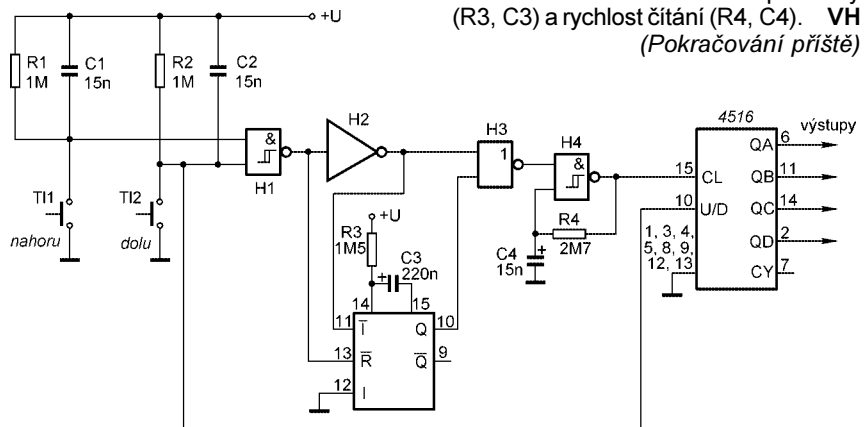 (R3, C3) a rychlost čítání (R4, C4). VH
(Pokračování příště)
+U
R1
1M
C1
15n
R2
1M
C2
15n
H2
H3
H4
4516
výstupy
&
H1
1
&
15
CL
10
U/D
QA
6
QB
11
QC
14
QD
2
CY
7
1, 3, 4,
5, 8, 9,
12, 13
Tl1
nahoru
Tl2
dolu
+U
R3
1M5
C3
+
220n
R4
2M7
C4
+
15n
14
15
11
I
Q
10
13
R
Q
9
12
I